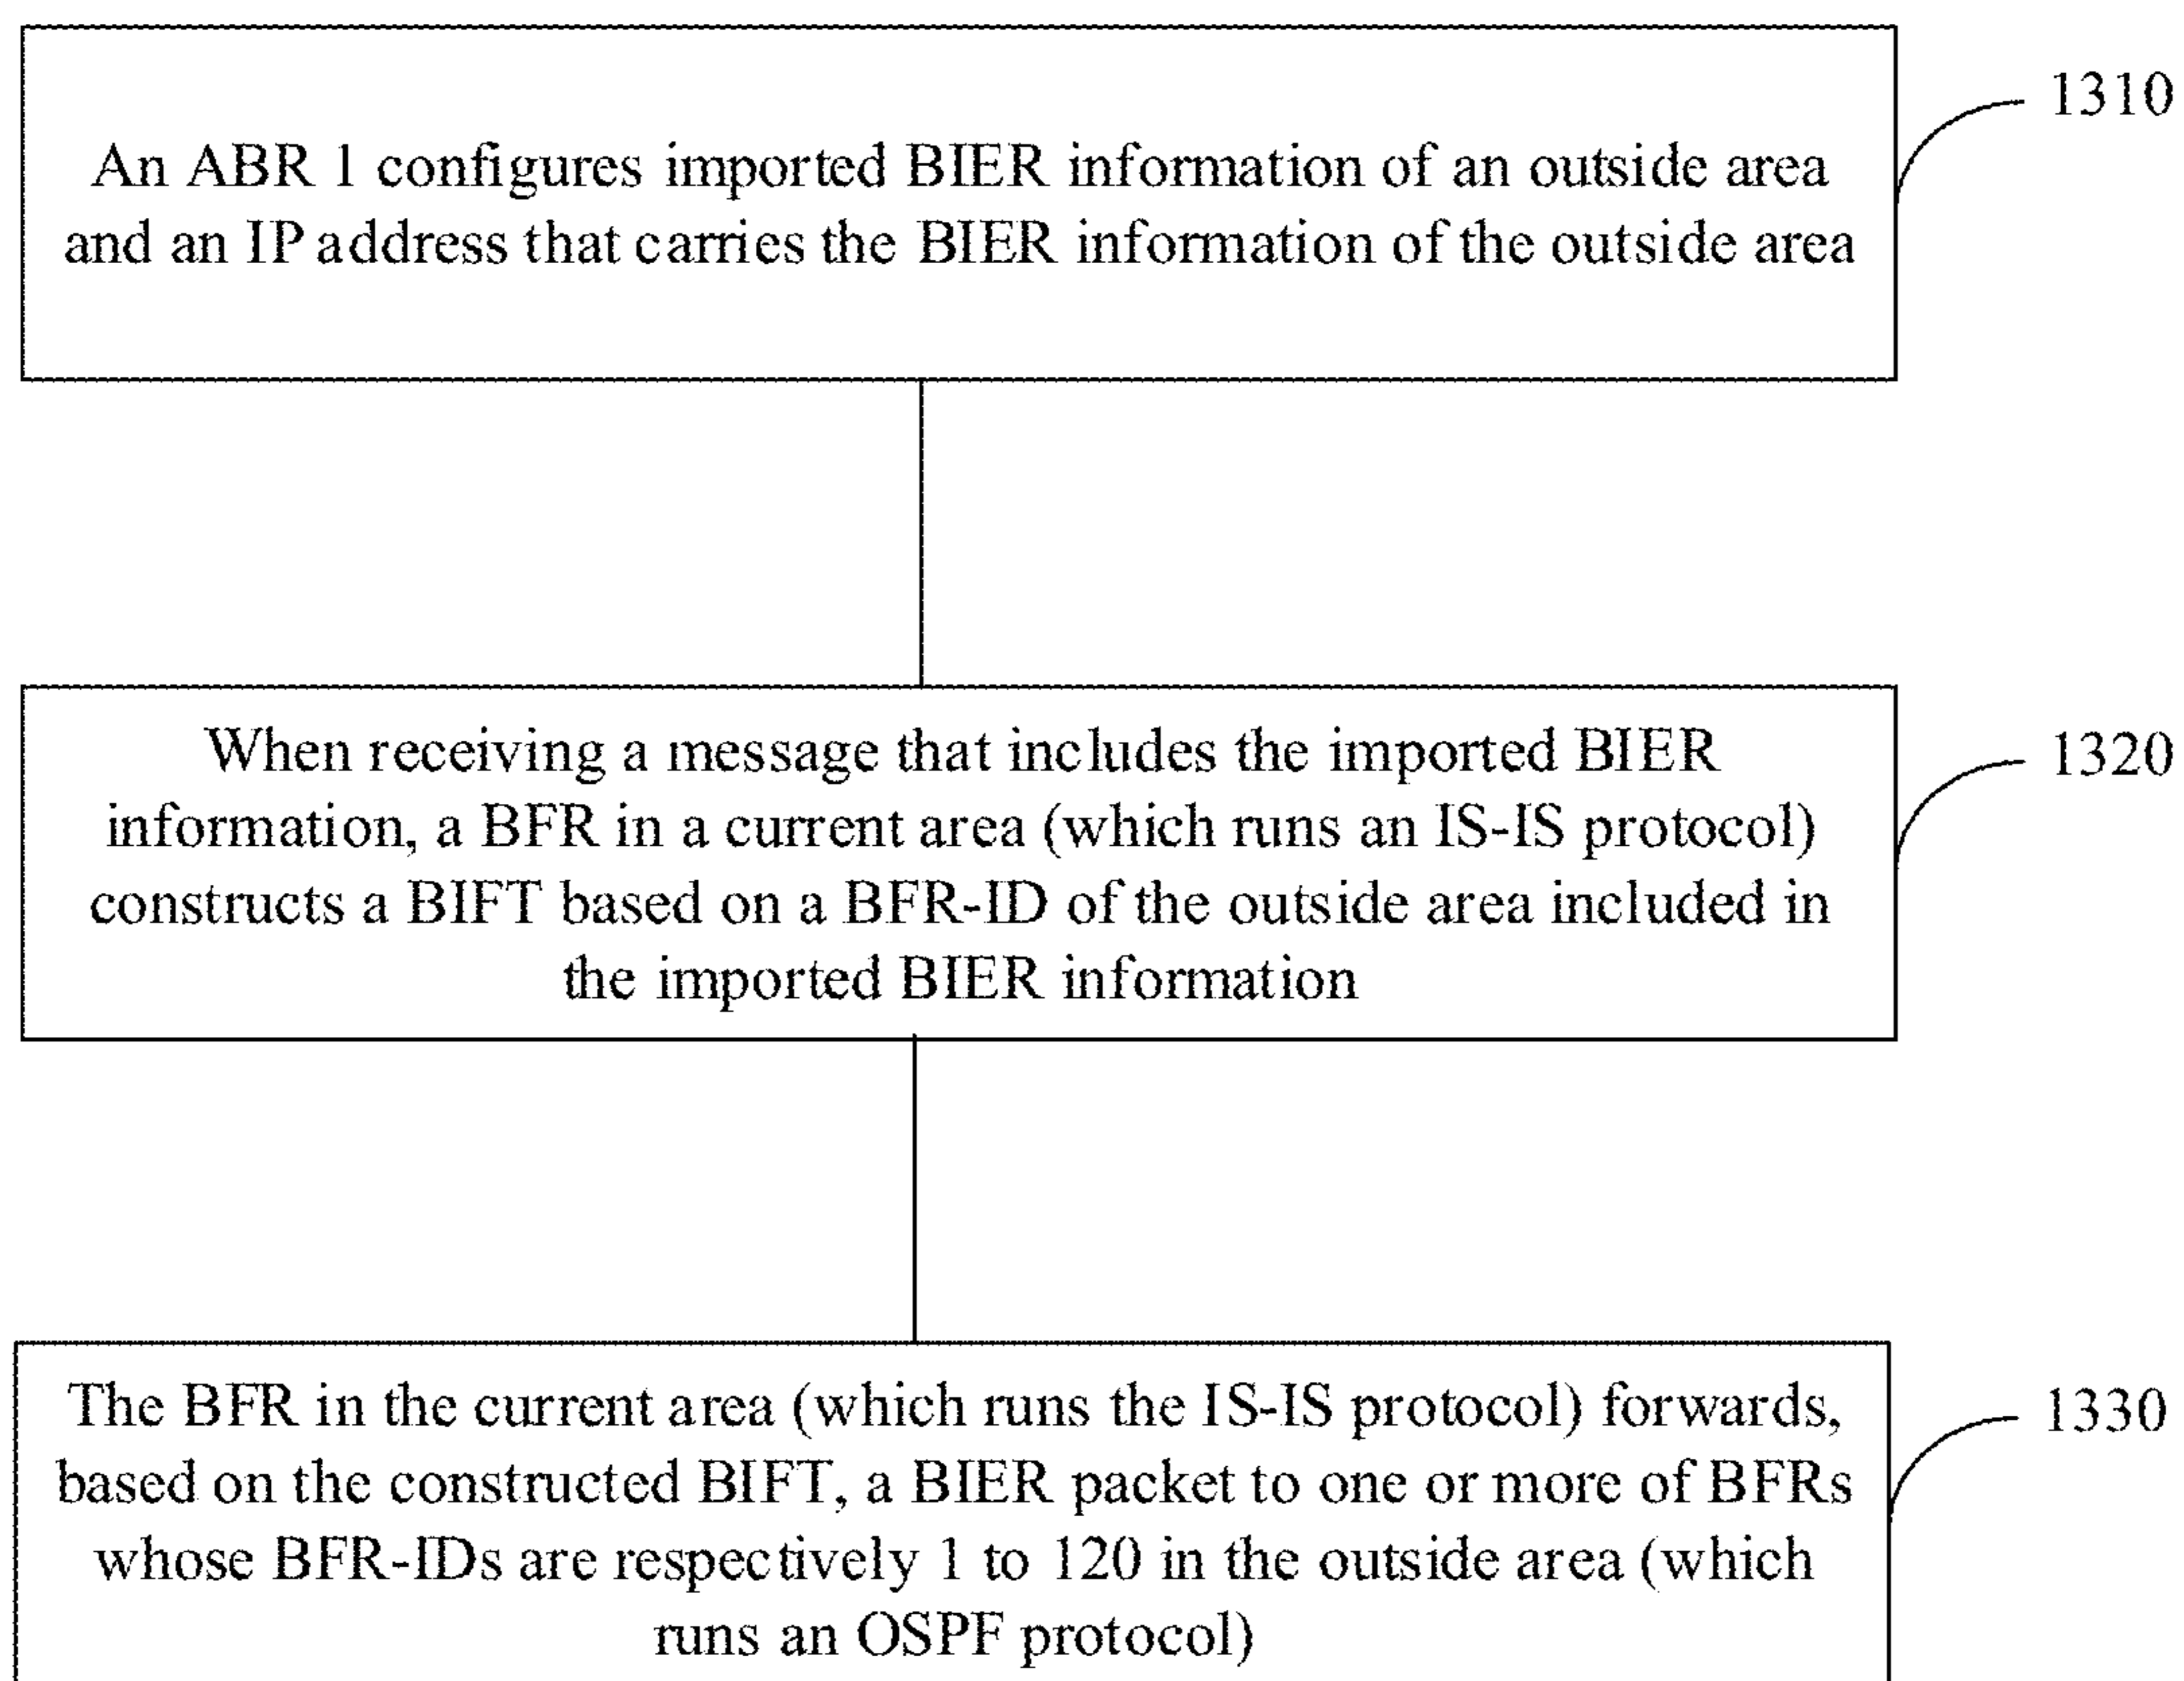 An ABR 1 configures imported BIER information of an outside area
and an IP address that carries the BIER information of the outside area
1310
When receiving a message that includes the imported BIER
information, a BFR in a current area (which runs an IS-IS protocol)
constructs a BIFT based on a BFR-ID of the outside area included in
the imported BIER information
1320
The BFR in the current area (which runs the IS-IS protocol) forwards,
based on the constructed BIFT, a BIER packet to one or more of BFRs
whose BFR-IDs are respectively 1 to 120 in the outside area (which
runs an OSPF protocol)
1330